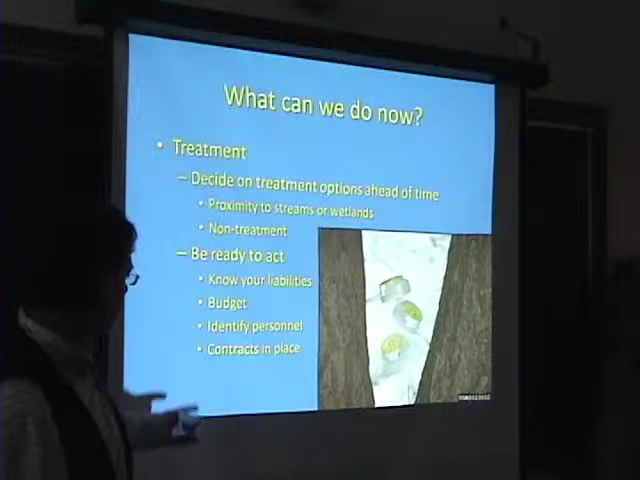 What can we do now?
• Treatment
– Decide on treatment options ahead of time
• Proximity to streams or wetlands
• Non-treatment
– Be ready to act
• Know your liabilities
• Budget
• Identify personnel
• Contracts in place